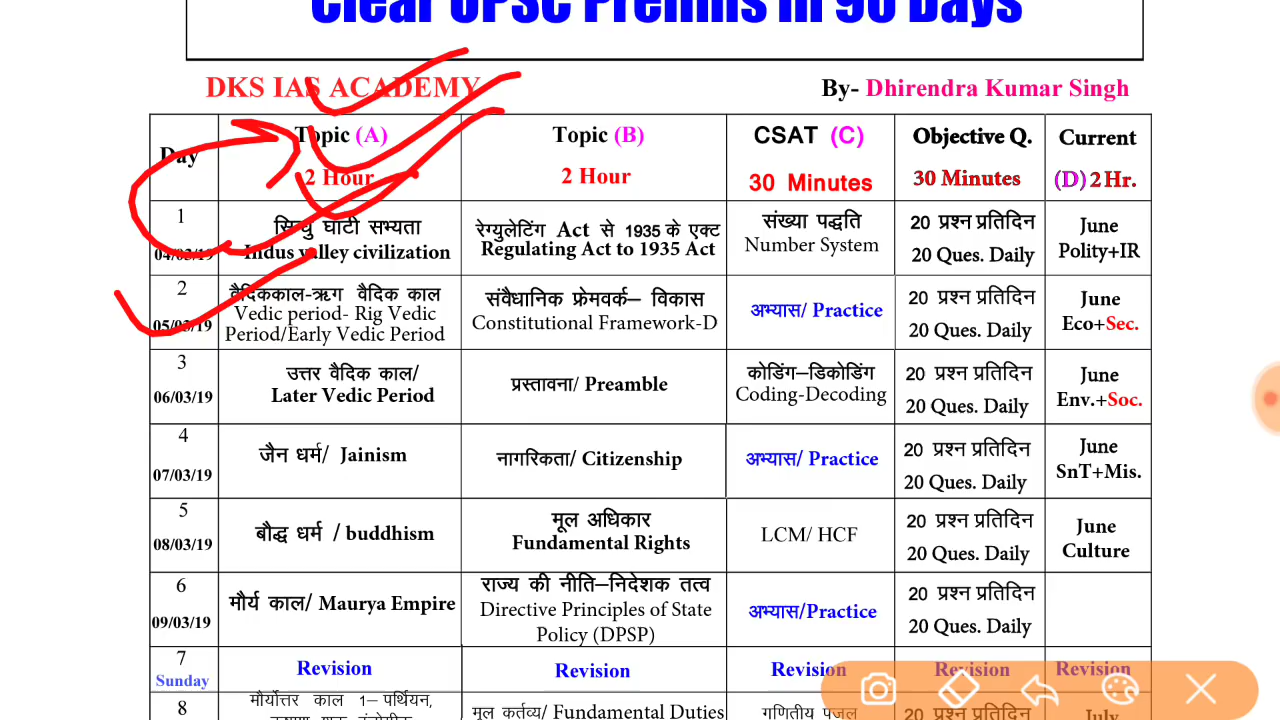 Clear UPSC Prelims in 90 Days
DKS IAS ACADEMY
By- Dhirendra Kumar Singh
Day
Topic (A)
2 Hour
Topic (B)
2 Hour
CSAT (C)
30 Minutes
Objective Q.
30 Minutes
Current
(D) 2 Hr.
1
04/03/19
सिन्धु घाटी सभ्यता
Indus valley civilization
रेग्युलेटिंग Act से 1935 के एक्ट
Regulating Act to 1935 Act
संख्या पद्धति
Number System
20 प्रश्न प्रतिदिन
20 Ques. Daily
June
Polity+IR
2
05/03/19
वैदिककाल-ऋग वैदिक काल
Vedic period- Rig Vedic
Period/Early Vedic Period
संवैधानिक फ्रेमवर्क– विकास
Constitutional Framework-D
अभ्यास/ Practice
20 प्रश्न प्रतिदिन
20 Ques. Daily
June
Eco+Sec.
3
06/03/19
उत्तर वैदिक काल/
Later Vedic Period
प्रस्तावना/ Preamble
कोडिंग–डिकोडिंग
Coding-Decoding
20 प्रश्न प्रतिदिन
20 Ques. Daily
June
Env.+Soc.
4
07/03/19
जैन धर्म/ Jainism
नागरिकता/ Citizenship
अभ्यास/ Practice
20 प्रश्न प्रतिदिन
20 Ques. Daily
June
SnT+Mis.
5
08/03/19
बौद्ध धर्म / buddhism
मूल अधिकार
Fundamental Rights
LCM/ HCF
20 प्रश्न प्रतिदिन
20 Ques. Daily
June
Culture
6
09/03/19
मौर्य काल/ Maurya Empire
राज्य की नीति–निदेशक तत्व
Directive Principles of State
Policy (DPSP)
अभ्यास/Practice
20 प्रश्न प्रतिदिन
20 Ques. Daily
7
Sunday
Revision
Revision
Revision
Revision
Revision
8
मौर्योत्तर काल 1– पर्थियन,
मूल कर्तव्य/ Fundamental Duties
20 प्रश्न प्रतिदिन
July